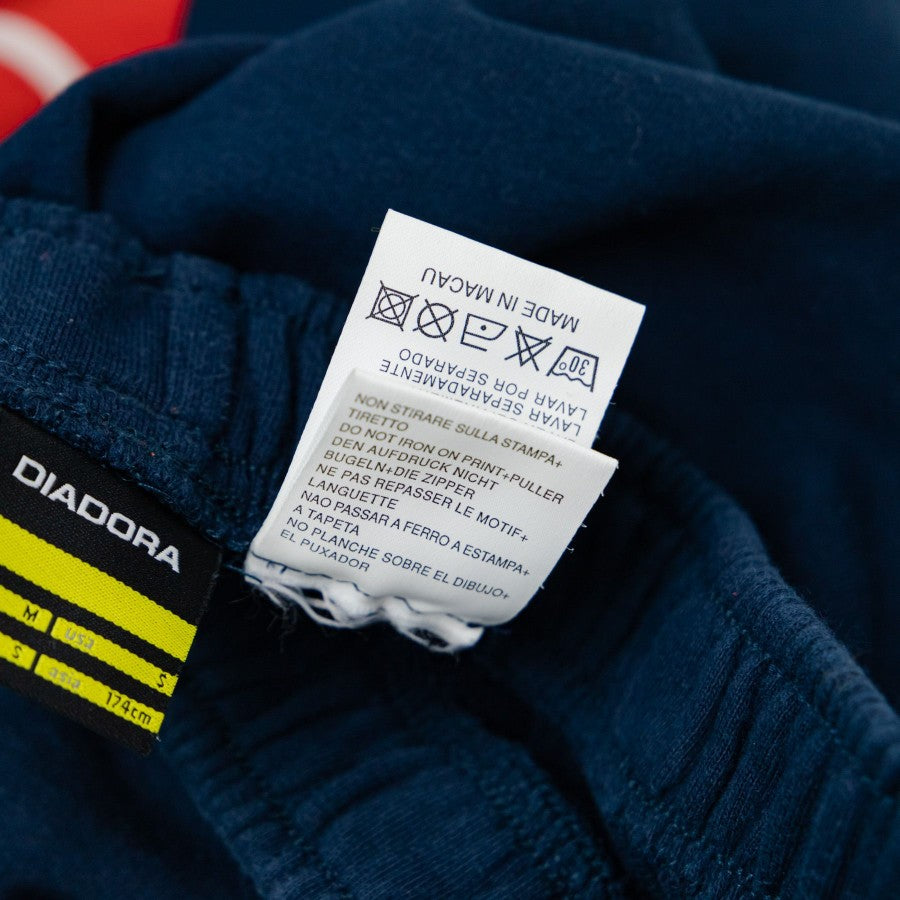 MADE IN MACAU
30°
LAVAR POR SEPARADO
LAVAR SEPARADAMENTE
NON STIRARE SULLA STAMPA+
TIRETTO
DO NOT IRON ON PRINT+PULLER
DEN AUFDRUCK NICHT
BUGELN+DIE ZIPPER
NE PAS REPASSER LE MOTIF+
LANGUETTE
NAO PASSAR A FERRO A ESTAMPA+
A TAPETA
NO PLANCHE SOBRE EL DIBUJO+
EL PUXADOR
DIADORA
M usa S
S asia 174cm